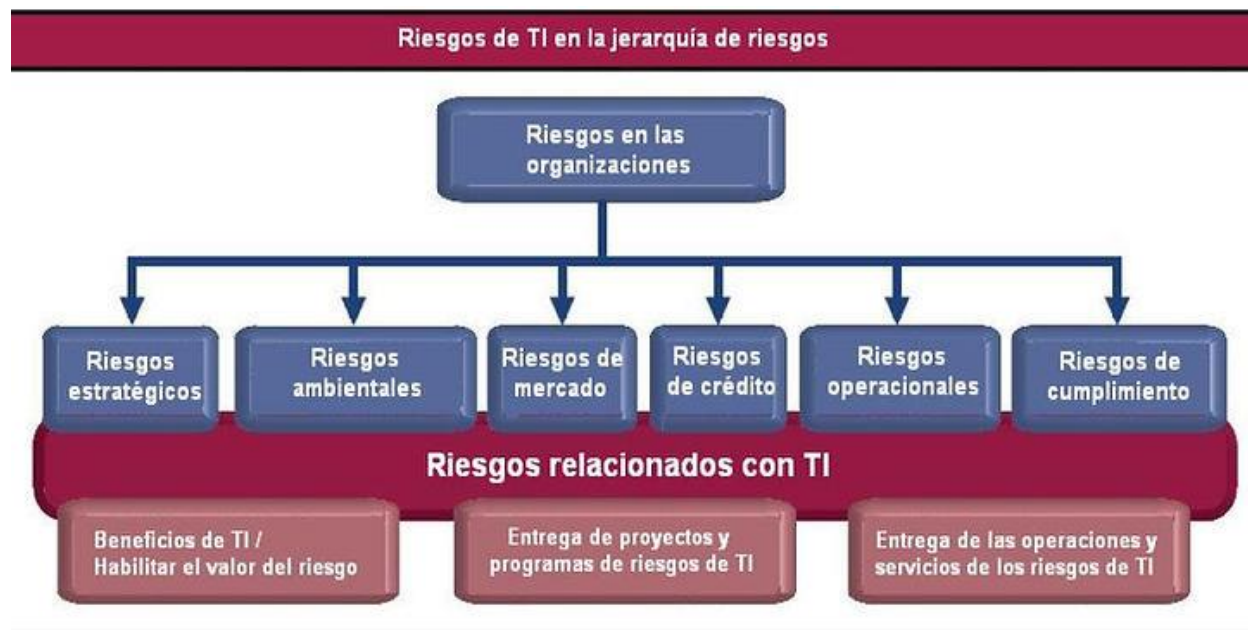 Riesgos de TI en la jerarquía de riesgos
Riesgos en las
organizaciones
Riesgos
estratégicos
Riesgos
ambientales
Riesgos de
mercado
Riesgos
de crédito
Riesgos
operacionales
Riesgos de
cumplimiento
Riesgos relacionados con TI
Beneficios de TI /
Habilitar el valor del riesgo
Entrega de proyectos y
programas de riesgos de TI
Entrega de las operaciones y
servicios de los riesgos de TI